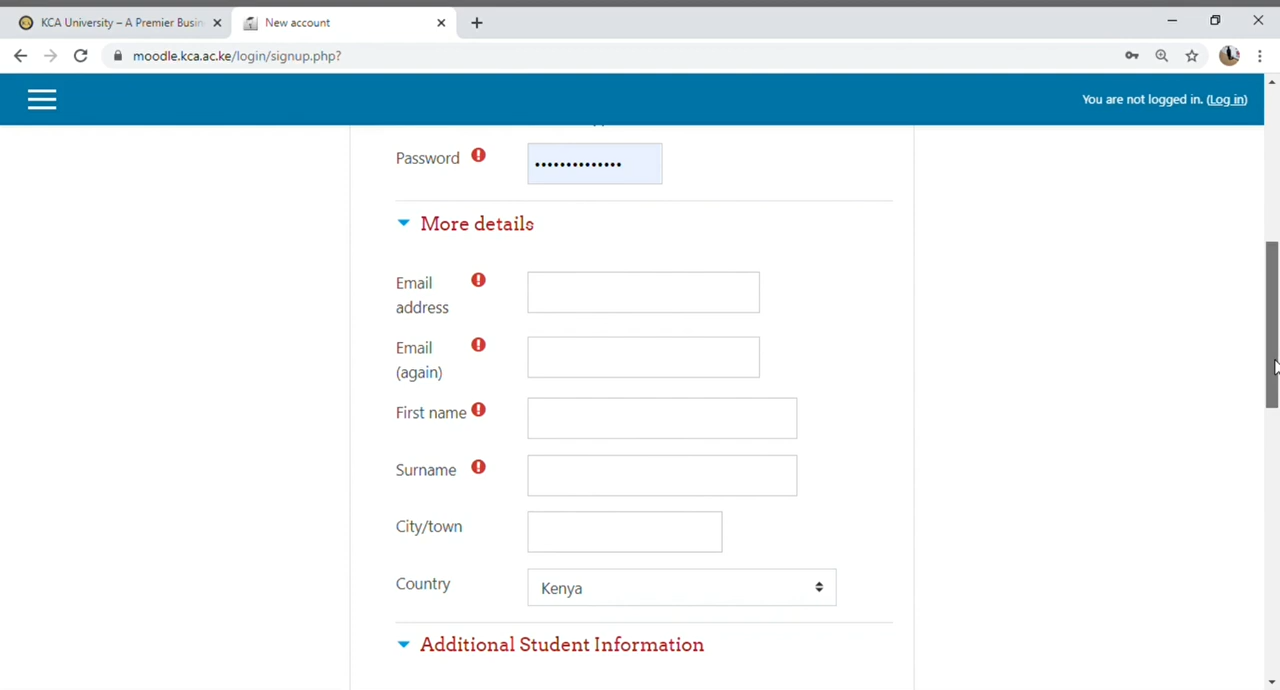 KCA University – A Premier Busin
New account
moodle.kca.ac.ke/login/signup.php?
You are not logged in. (Log in)
Password
••••••••••••••
More details
Email address
Email (again)
First name
Surname
City/town
Country
Kenya
Additional Student Information